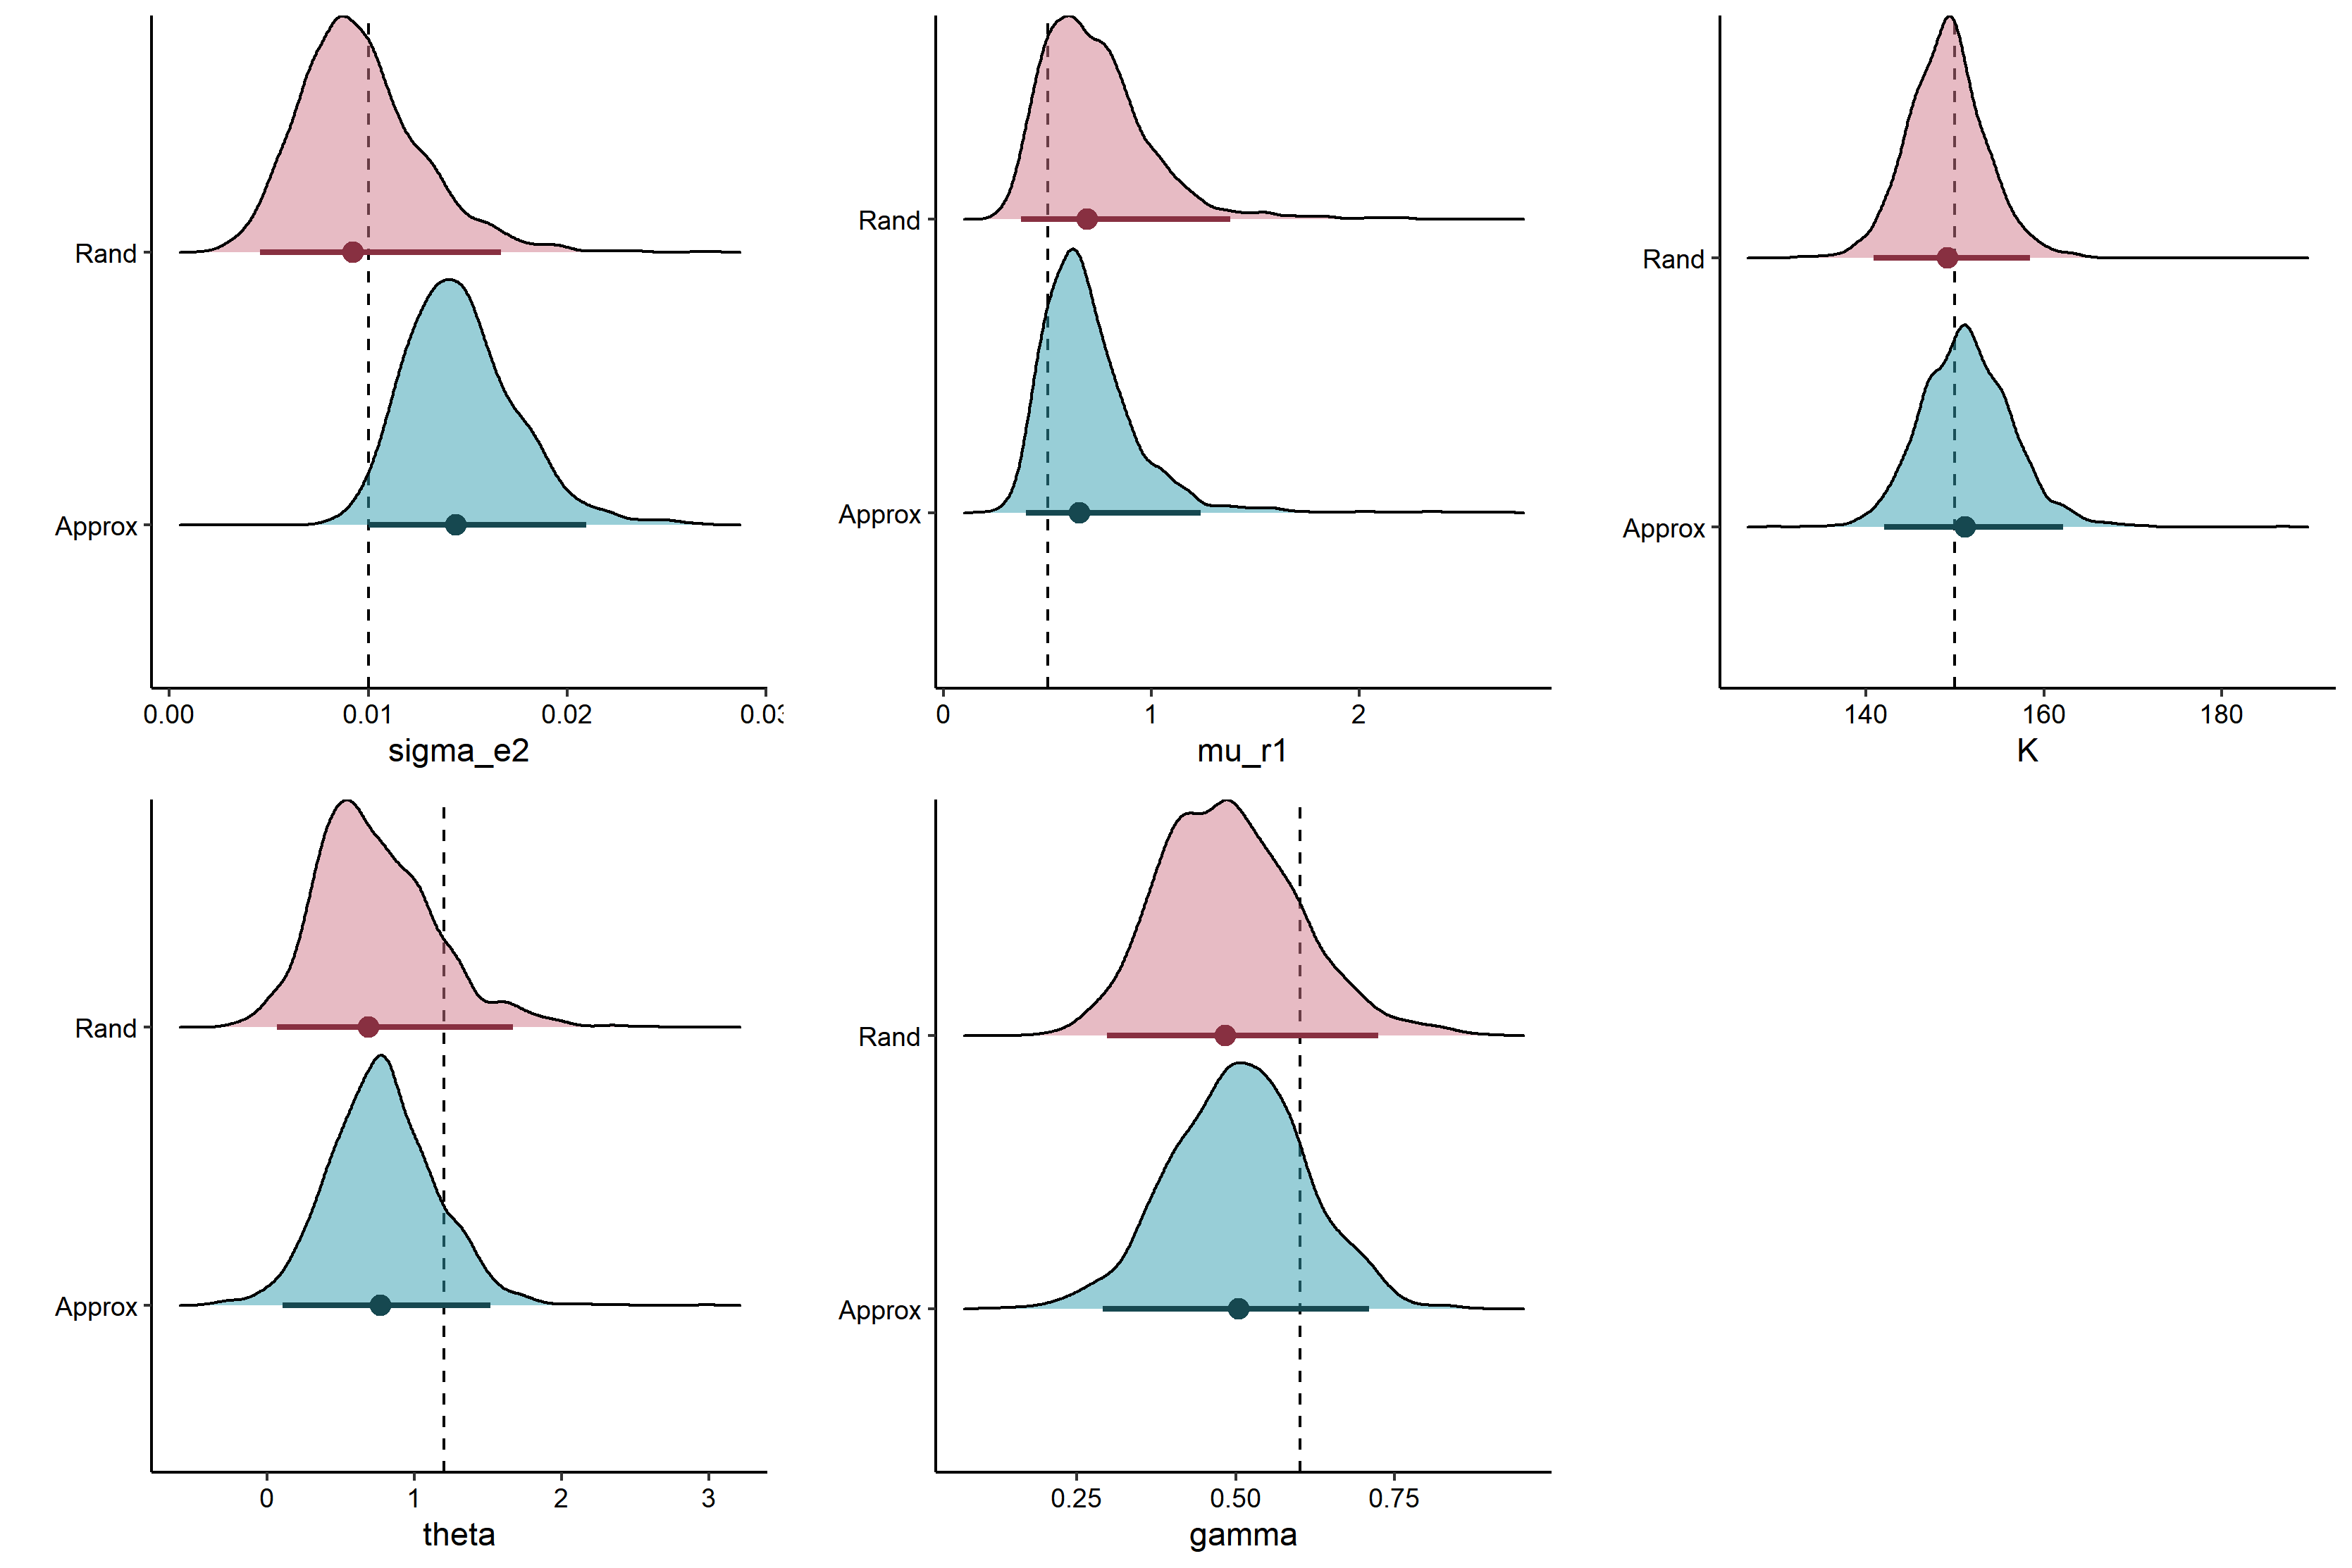 Rand
Approx
0.00 0.01 0.02 0.03
sigma_e2
Rand
Approx
0 1 2
mu_r1
Rand
Approx
140 160 180
K
Rand
Approx
0 1 2 3
theta
Rand
Approx
0.25 0.50 0.75
gamma